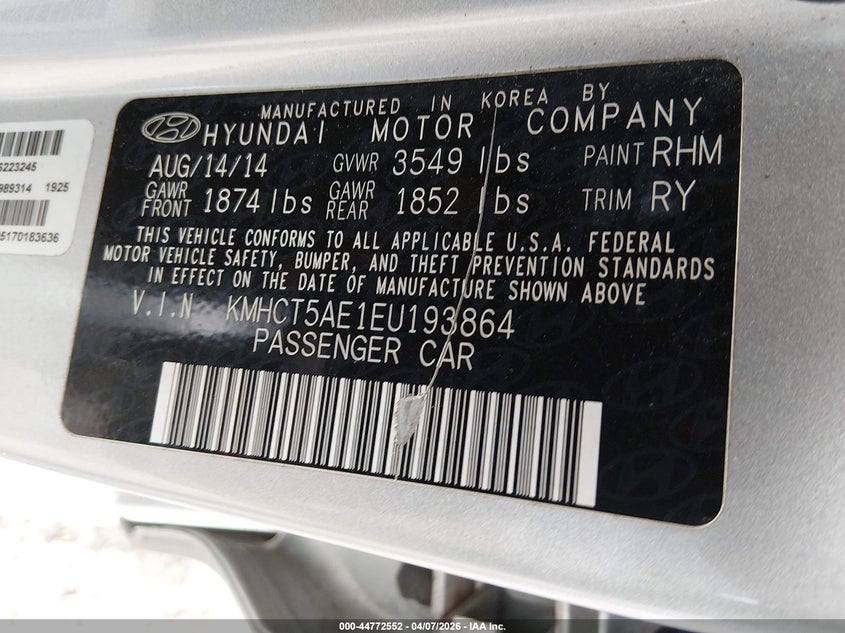 MANUFACTURED IN KOREA BY
HYUNDAI MOTOR COMPANY
AUG/14/14 GVWR 3549 lbs PAINT RHM
GAWR FRONT 1874 lbs GAWR REAR 1852 lbs TRIM RY
THIS VEHICLE CONFORMS TO ALL APPLICABLE U.S.A. FEDERAL
MOTOR VEHICLE SAFETY, BUMPER, AND THEFT PREVENTION STANDARDS
IN EFFECT ON THE DATE OF MANUFACTURE SHOWN ABOVE.
V.I.N KMHCT5AE1EU193864
PASSENGER CAR
6223245
989314 1925
5170183636
000-44772552 | 04/07/2026 - IAA Inc.